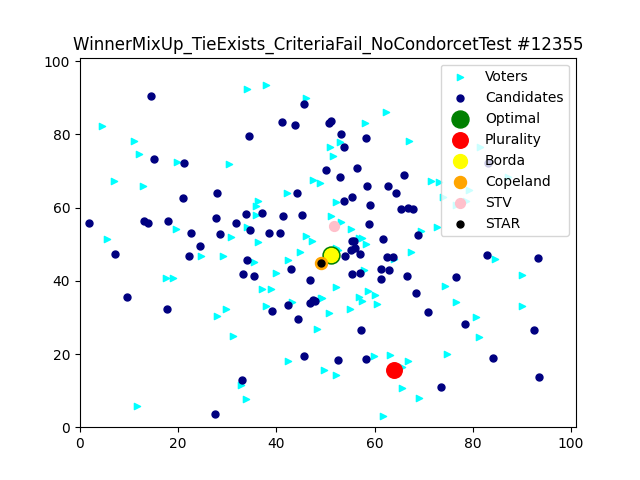 WinnerMixUp_TieExists_CriteriaFail_NoCondorcetTest #12355
100
80
60
40
20
0
0
20
40
60
80
100
Voters
Candidates
Optimal
Plurality
Borda
Copeland
STV
STAR